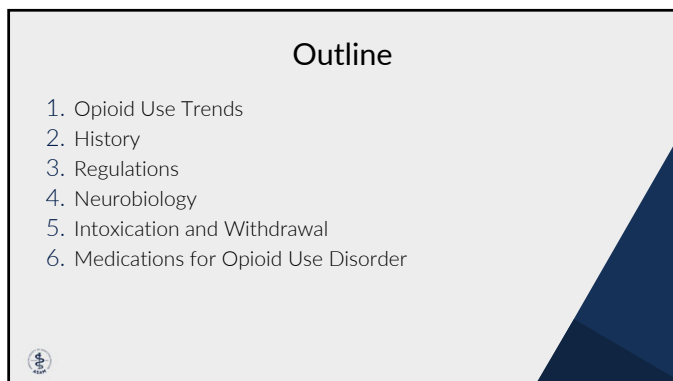 Outline
1. Opioid Use Trends
2. History
3. Regulations
4. Neurobiology
5. Intoxication and Withdrawal
6. Medications for Opioid Use Disorder
ASAM